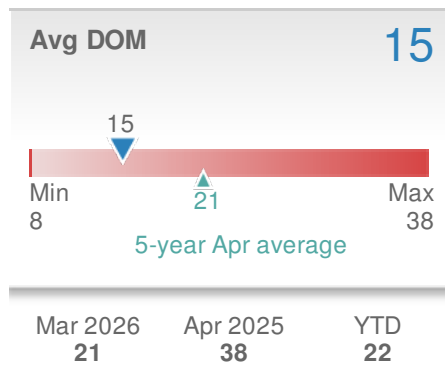 Avg DOM 15
15
Min Max
8 21 38
5-year Apr average
Mar 2026 Apr 2025 YTD
21 38 22